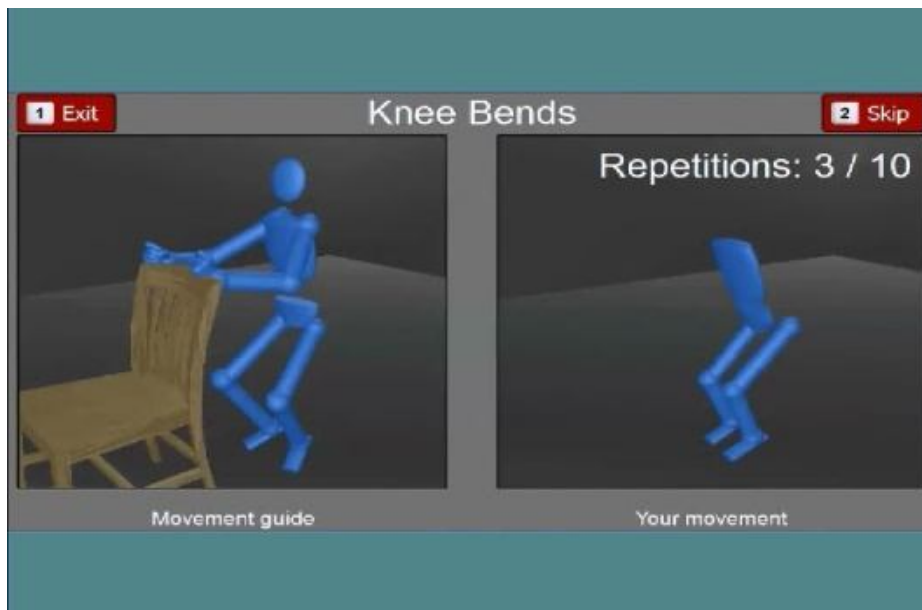 1 Exit
Knee Bends
2 Skip
Repetitions: 3 / 10
Movement guide
Your movement